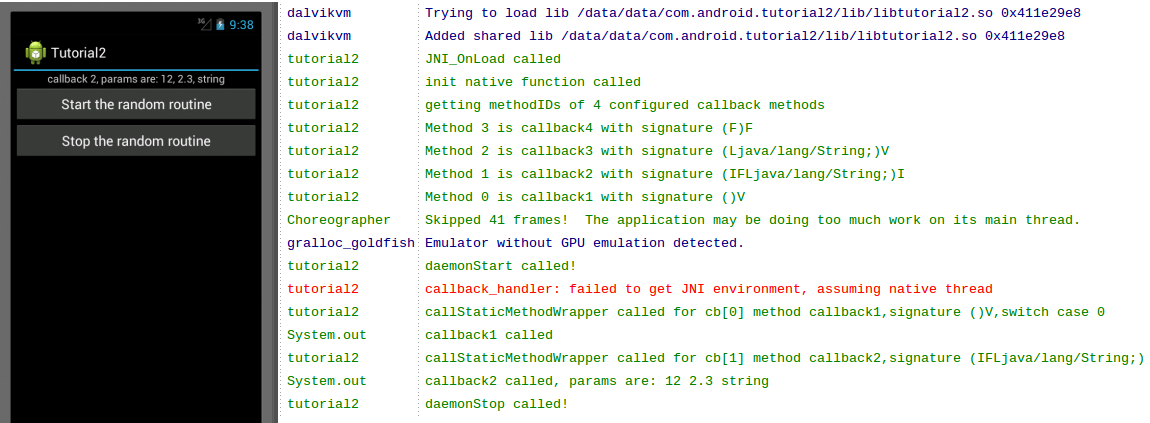 3G 9:38
Tutorial2
callback 2, params are: 12, 2.3, string
Start the random routine
Stop the random routine
dalvikvm Trying to load lib /data/data/com.android.tutorial2/lib/libtutorial2.so 0x411e29e8
dalvikvm Added shared lib /data/data/com.android.tutorial2/lib/libtutorial2.so 0x411e29e8
tutorial2 JNI_OnLoad called
tutorial2 init native function called
tutorial2 getting methodIDs of 4 configured callback methods
tutorial2 Method 3 is callback4 with signature (F)F
tutorial2 Method 2 is callback3 with signature (Ljava/lang/String;)V
tutorial2 Method 1 is callback2 with signature (IFLjava/lang/String;)I
tutorial2 Method 0 is callback1 with signature ()V
Choreographer Skipped 41 frames!  The application may be doing too much work on its main thread.
gralloc_goldfish Emulator without GPU emulation detected.
tutorial2 daemonStart called!
tutorial2 callback_handler: failed to get JNI environment, assuming native thread
tutorial2 callStaticMethodWrapper called for cb[0] method callback1,signature ()V,switch case 0
System.out callback1 called
tutorial2 callStaticMethodWrapper called for cb[1] method callback2,signature (IFLjava/lang/String;)
System.out callback2 called, params are: 12 2.3 string
tutorial2 daemonStop called!